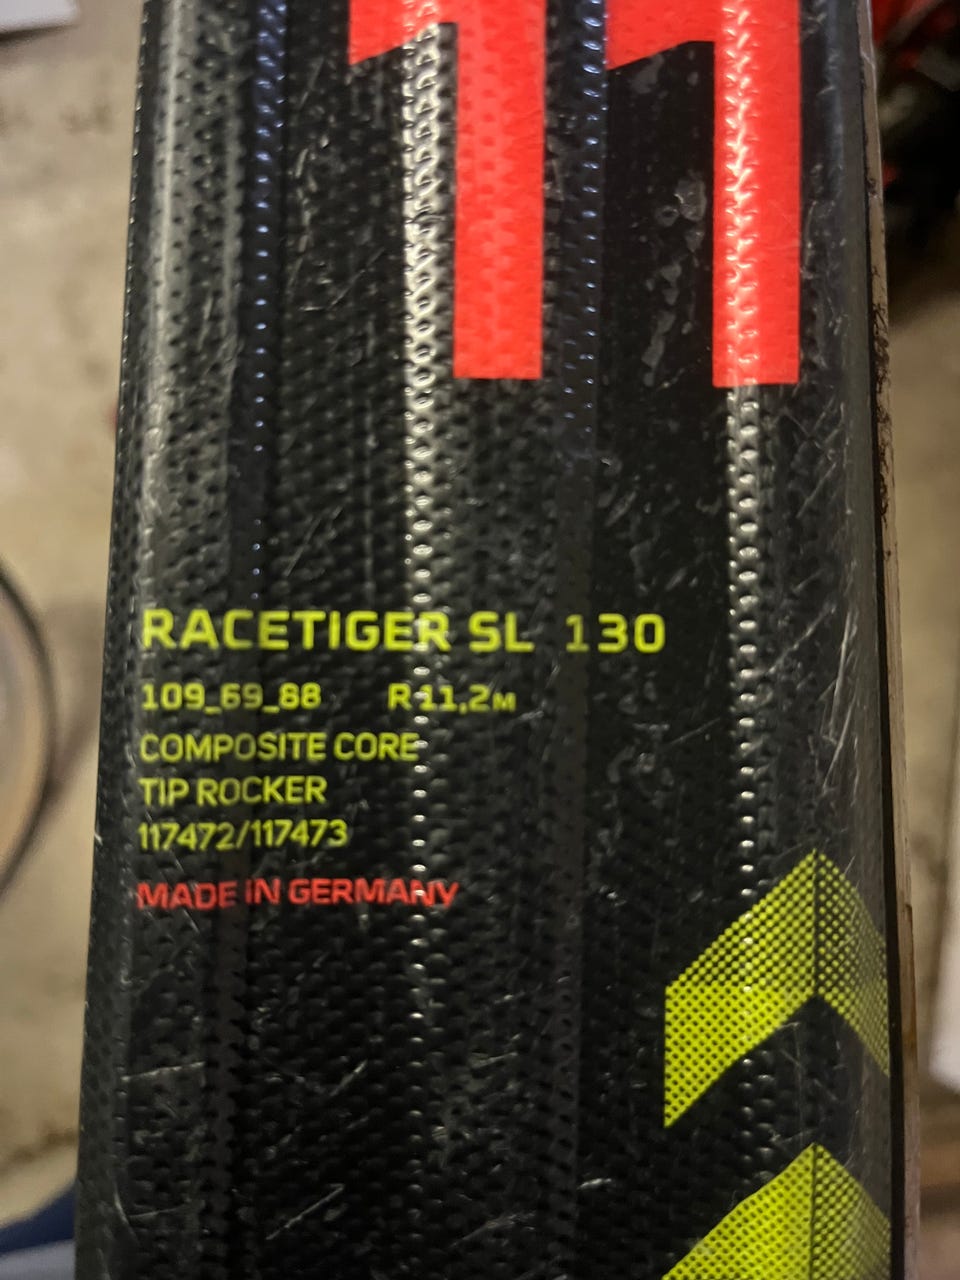 RACETIGER SL 130
109_69_88 R 11,2M
COMPOSITE CORE
TIP ROCKER
117472/117473
MADE IN GERMANY